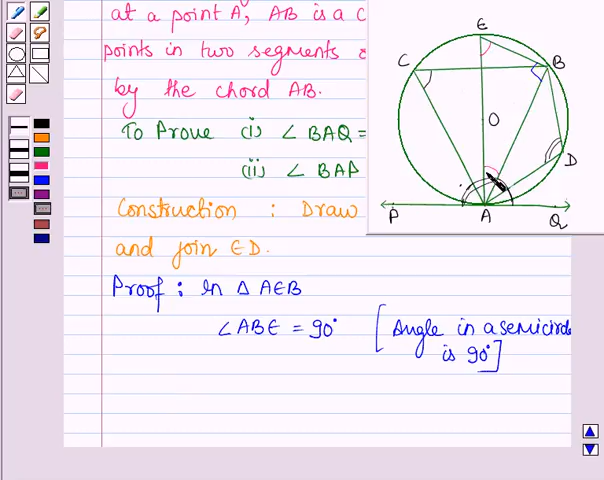 at a point A, AB is a C
points in two segments
by the chord AB.
To Prove (i) ∠BAQ =
(ii) ∠BAP
Construction : Draw
and join ED.
Proof : In △ AEB
∠ABE = 90° [Angle in a semicircle
is 90°]
E
C
B
O
D
P
A
Q